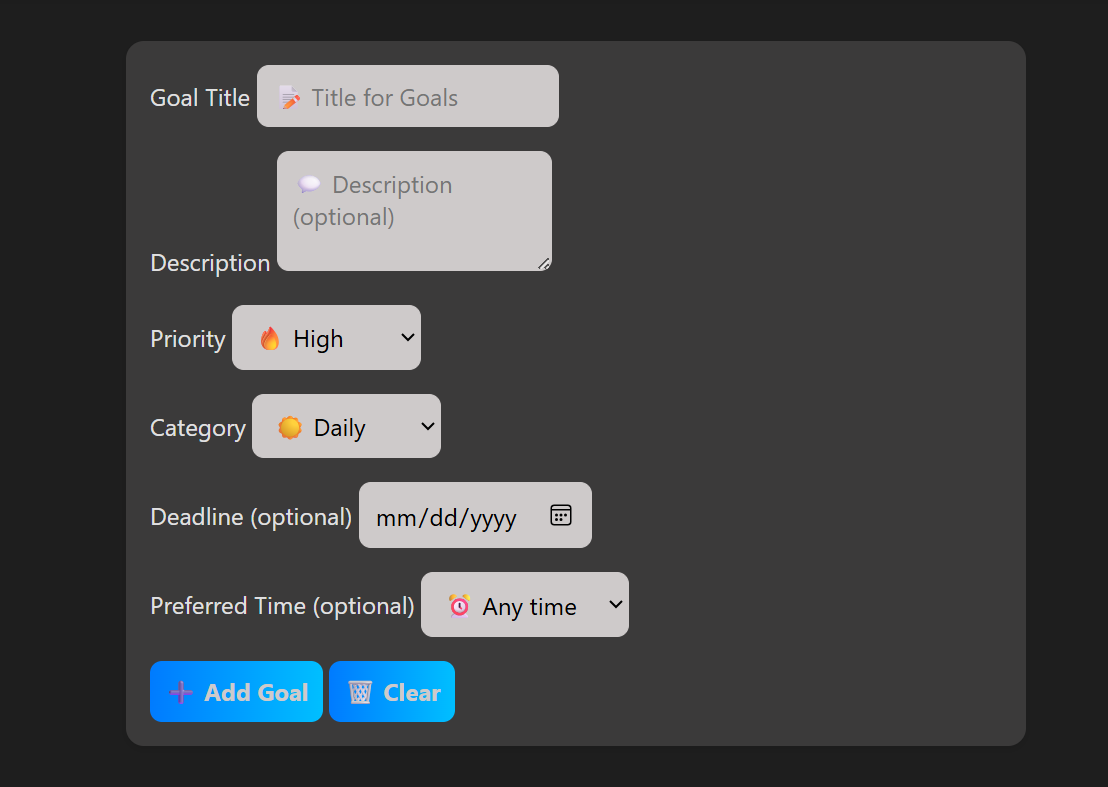 Goal Title 📝 Title for Goals
💬 Description
(optional)
Description
Priority 🔥 High
Category ☀️ Daily
Deadline (optional) mm/dd/yyyy
Preferred Time (optional) ⏰ Any time
➕ Add Goal 🗑️ Clear